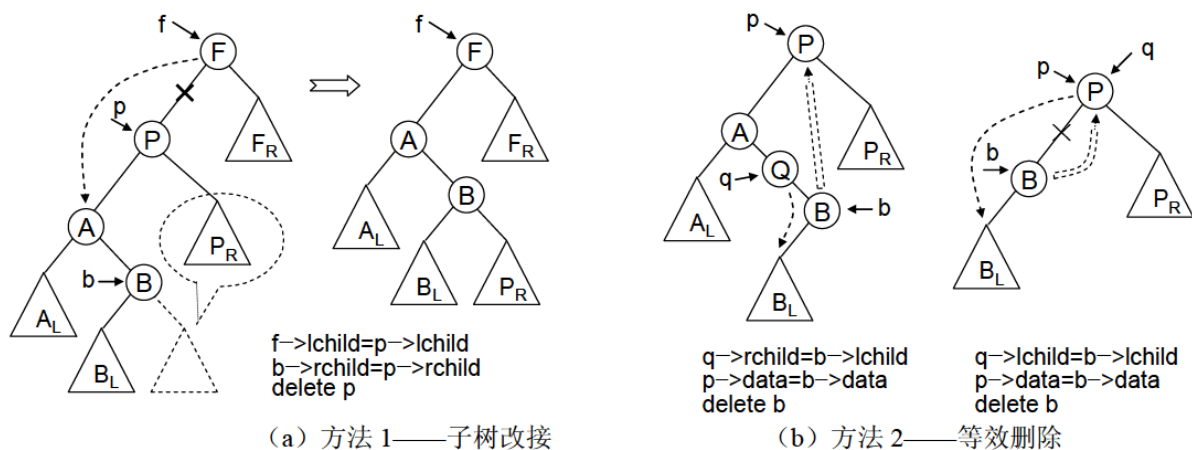 f
F
p
P
F_R
A
P_R
b
B
A_L
B_L
f
F
A
F_R
B
A_L
B_L
P_R
f—>lchild=p—>lchild
b—>rchild=p—>rchild
delete p
(a) 方法 1——子树改接
p
P
A
P_R
q
Q
B
b
A_L
B_L
q—>rchild=b—>lchild
p—>data=b—>data
delete b
p
q
P
b
B
P_R
B_L
q—>lchild=b—>lchild
p—>data=b—>data
delete b
(b) 方法 2——等效删除